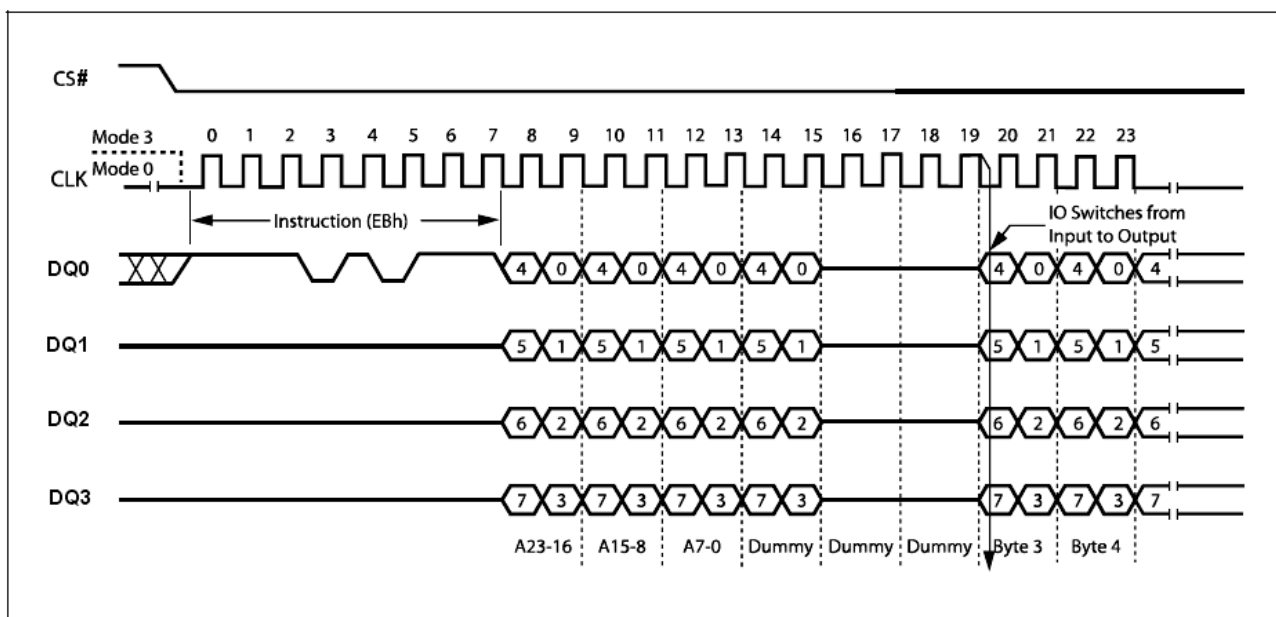 CS#
Mode 3
0 1 2 3 4 5 6 7 8 9 10 11 12 13 14 15 16 17 18 19 20 21 22 23
CLK Mode 0
Instruction (EBh)
IO Switches from
Input to Output
DQ0 4 0 4 0 4 0 4 0 4 0 4 0 4
DQ1 5 1 5 1 5 1 5 1 5 1 5 1 5
DQ2 6 2 6 2 6 2 6 2 6 2 6 2 6
DQ3 7 3 7 3 7 3 7 3 7 3 7 3 7
A23-16 A15-8 A7-0 Dummy Dummy Dummy Byte 3 Byte 4